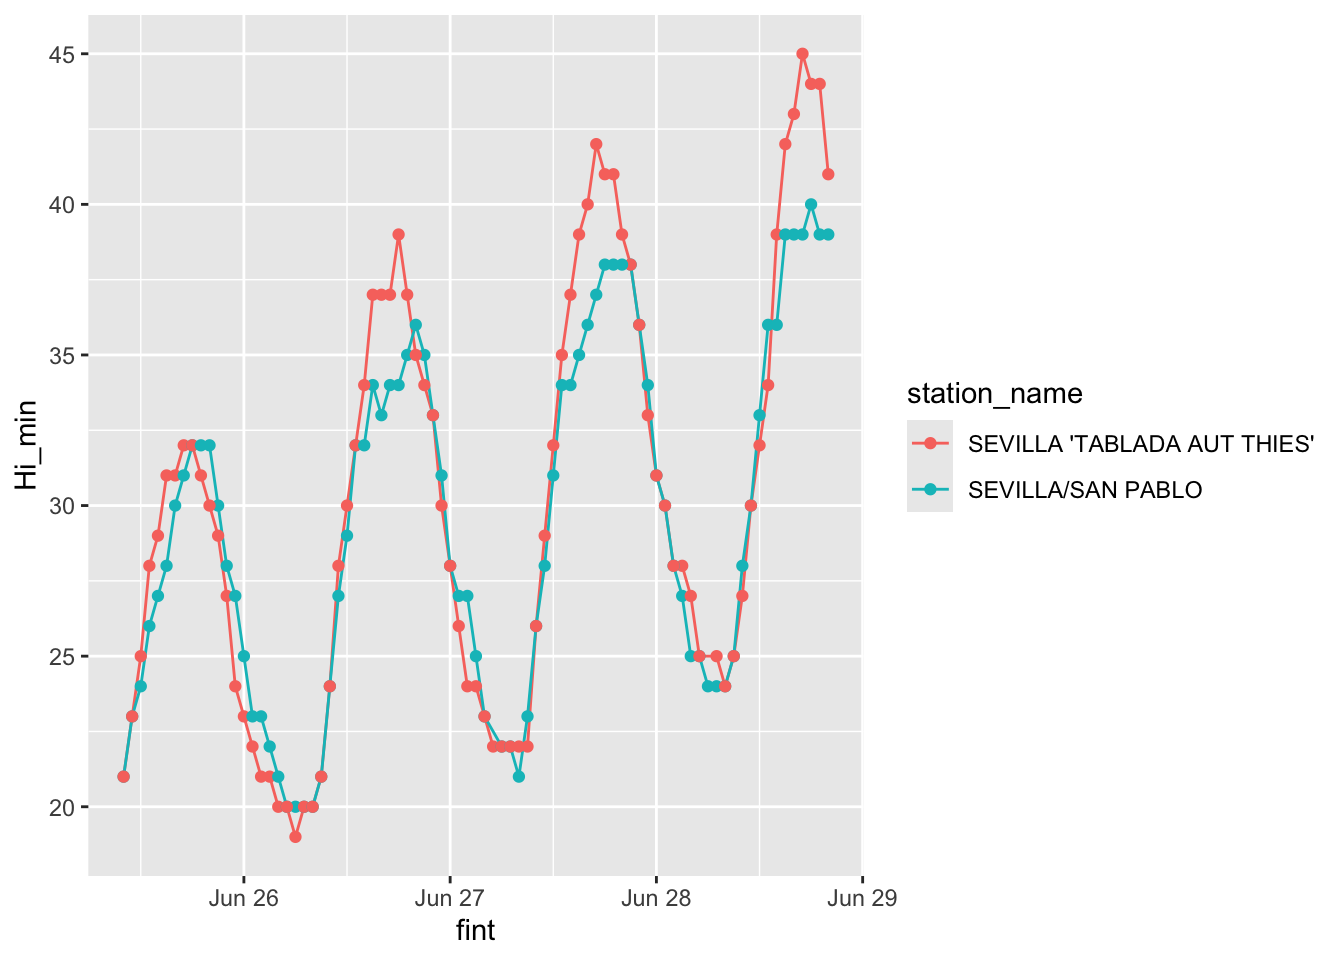 45
40
35
30
25
20
Hi_min
Jun 26
Jun 27
Jun 28
Jun 29
fint
station_name
SEVILLA 'TABLADA AUT THIES'
SEVILLA/SAN PABLO